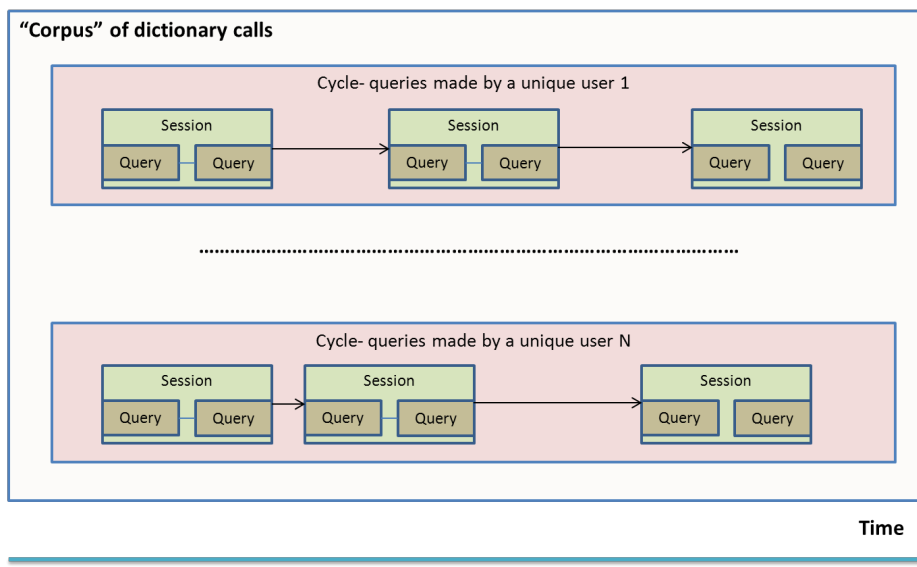 “Corpus” of dictionary calls
Cycle- queries made by a unique user 1
Session Session Session
Query Query Query Query Query Query
Cycle- queries made by a unique user N
Session Session Session
Query Query Query Query Query Query
Time